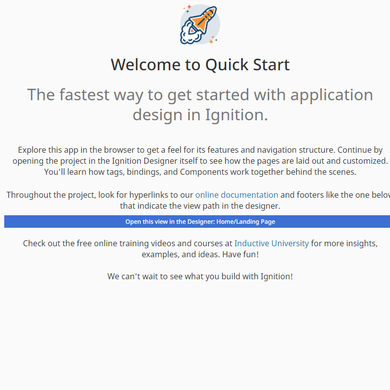 Welcome to Quick Start
The fastest way to get started with application
design in Ignition.
Explore this app in the browser to get a feel for its features and navigation structure. Continue by
opening the project in the Ignition Designer itself to see how the pages are laid out and customized.
You'll learn how tags, bindings, and Components work together behind the scenes.
Throughout the project, look for hyperlinks to our online documentation and footers like the one below
that indicate the view path in the designer.
Open this view in the Designer: Home/Landing Page
Check out the free online training videos and courses at Inductive University for more insights,
examples, and ideas. Have fun!
We can't wait to see what you build with Ignition!